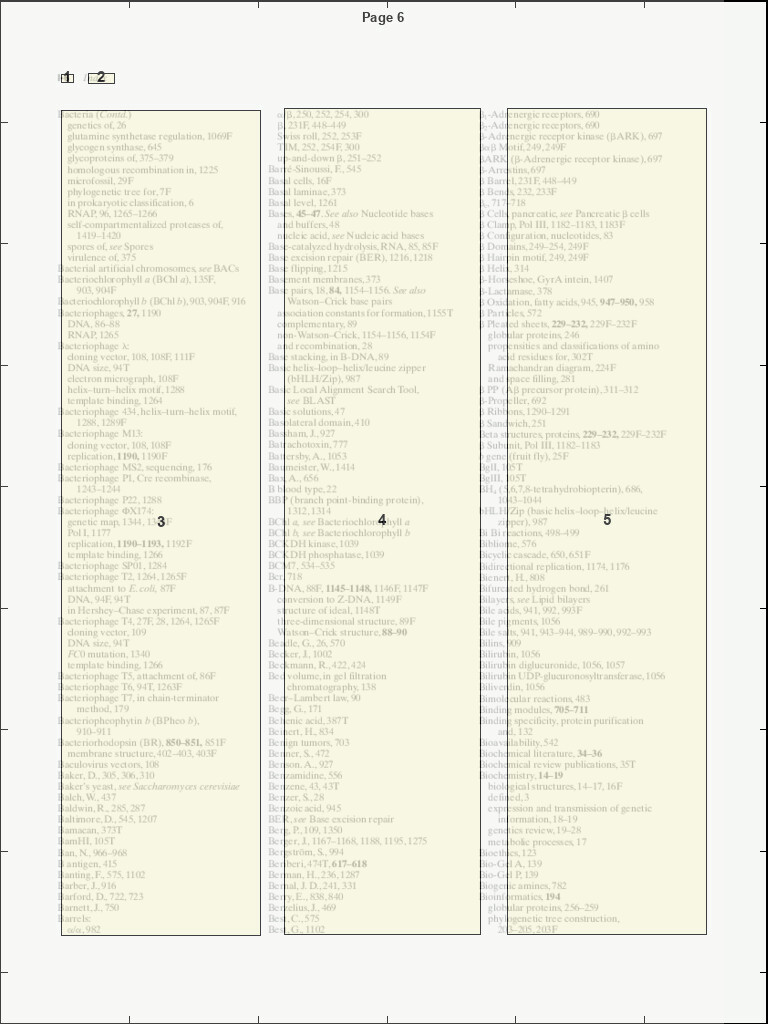 Page 6
1 2
Bacteria (Contd.)
genetics of, 26
glutamine synthetase regulation, 1069F
glycogen synthase, 645
glycoproteins of, 375–379
homologous recombination in, 1225
microfossil, 29F
phylogenetic tree for, 7F
in prokaryotic classification, 6
RNAP, 96, 1265–1266
self-compartmentalized proteases of,
1419–1420
spores of, see Spores
virulence of, 375
Bacterial artificial chromosomes, see BACs
Bacteriochlorophyll a (BChl a), 135F,
903, 904F
Bacteriochlorophyll b (BChl b), 903, 904F, 916
Bacteriophages, 27, 1190
DNA, 86–88
RNAP, 1265
Bacteriophage λ:
cloning vector, 108, 108F, 111F
DNA size, 94T
electron micrograph, 108F
helix–turn–helix motif, 1288
template binding, 1264
Bacteriophage 434, helix-turn–helix motif,
1288, 1289F
Bacteriophage M13:
cloning vector, 108, 108F
replication, 1190, 1190F
Bacteriophage MS2, sequencing, 176
Bacteriophage P1, Cre recombinase,
1243–1244
Bacteriophage P22, 1288
Bacteriophage ΦX174:
genetic map, 1344, F
3
Pol I, 1177
replication, 1190–1193, 1192F
template binding, 1266
Bacteriophage SP01, 1284
Bacteriophage T2, 1264, 1265F
attachment to E. coli, 87F
DNA, 94F, 94T
in Hershey–Chase experiment, 87, 87F
Bacteriophage T4, 27F, 28, 1264, 1265F
cloning vector, 109
DNA size, 94T
FC0 mutation, 1340
template binding, 1266
Bacteriophage T5, attachment of, 86F
Bacteriophage T6, 94T, 1263F
Bacteriophage T7, in chain-terminator
method, 179
Bacteriopheophytin b (BPheo b),
910–911
Bacteriorhodopsin (BR), 850–851, 851F
membrane structure, 402–403, 403F
Baculovirus vectors, 108
Baker, D., 305, 306, 310
Baker's yeast, see Saccharomyces cerevisiae
Balch, W., 437
Baldwin, R., 285, 287
Baltimore, D., 545, 1207
Bamacan, 373T
BamHI, 105T
Ban, N., 966–968
B antigen, 415
Banting, F., 575, 1102
Barber, J., 916
Barford, D., 722, 723
Barnett, J., 750
Barrels:
α/α, 982
α/β, 250, 252, 254, 300
β, 231F, 448–449
Swiss roll, 252, 253F
TIM, 252, 254F, 300
up-and-down β, 251–252
Barré-Sinoussi, F., 545
Basal cells, 16F
Basal laminae, 373
Basal level, 1261
Bases, 45–47. See also Nucleotide bases
and buffers, 48
nucleic acid, see Nucleic acid bases
Base-catalyzed hydrolysis, RNA, 85, 85F
Base excision repair (BER), 1216, 1218
Base flipping, 1215
Basement membranes, 373
Base pairs, 18, 84, 1154–1156. See also
Watson–Crick base pairs
association constants for formation, 1155T
complementary, 89
non-Watson–Crick, 1154–1156, 1154F
and recombination, 28
Base stacking, in B-DNA, 89
Basic helix–loop–helix/leucine zipper
(bHLH/Zip), 987
Basic Local Alignment Search Tool,
see BLAST
Basic solutions, 47
Basolateral domain, 410
Bassham, J., 927
Batrachotoxin, 777
Battersby, A., 1053
Baumeister, W., 1414
Bax, A., 656
B blood type, 22
BBP (branch point-binding protein),
1312, 1314
BChl a, see Bacteriochlorophyll a
4
BChl b, see Bacteriochlorophyll b
BCKDH kinase, 1039
BCKDH phosphatase, 1039
BCM7, 534–535
Ber, 718
B-DNA, 88F, 1145–1148, 1146F, 1147F
conversion to Z-DNA, 1149F
structure of ideal, 1148T
three-dimensional structure, 89F
Watson–Crick structure, 88–90
Beadle, G., 26, 570
Becker, J., 1002
Beckmann, R., 422, 424
Bed volume, in gel filtration
chromatography, 138
Beer–Lambert law, 90
Begg, G., 171
Behenic acid, 387T
Beinert, H., 834
Benign tumors, 703
Benner, S., 472
Benson, A., 927
Benzamidine, 556
Benzene, 43, 43T
Benzer, S., 28
Benzoic acid, 945
BER, see Base excision repair
Berg, P., 109, 1350
Berger, J., 1167–1168, 1188, 1195, 1275
Bergström, S., 994
Beriberi, 474T, 617–618
Berman, H., 236, 1287
Bernal, J. D., 241, 331
Berry, E., 838, 840
Berzelius, J., 469
Best, C., 575
Best, G., 1102
β1-Adrenergic receptors, 690
β2-Adrenergic receptors, 690
β-Adrenergic receptor kinase (βARK), 697
βαβ Motif, 249, 249F
βARK (β-Adrenergic receptor kinase), 697
β-Arrestins, 697
β Barrel, 231F, 448–449
β Bends, 232, 233F
717–718
β Cells, pancreatic, see Pancreatic β cells
β Clamp, Pol III, 1182–1183, 1183F
β Configuration, nucleotides, 83
β Domains, 249–254, 249F
β Hairpin motif, 249, 249F
β Helix, 314
β-Horseshoe, GyrA intein, 1407
β-Lactamase, 378
β Oxidation, fatty acids, 945, 947–950, 958
β Particles, 572
β Pleated sheets, 229–232, 229F–232F
globular proteins, 246
propensities and classifications of amino
acid residues for, 302T
Ramachandran diagram, 224F
and space filling, 281
β PP (Aβ precursor protein), 311–312
β-Propeller, 692
β Ribbons, 1290–1291
β Sandwich, 251
Beta structures, proteins, 229–232, 229F–232F
β Subunit, Pol III, 1182–1183
b gene (fruit fly), 25F
BglI, 105T
BglII, 105T
BH4 (5,6,7,8-tetrahydrobiopterin), 686,
1043–1044
bHLH/Zip (basic helix–loop–helix/leucine
5
zipper), 987
Bi Bi reactions, 498–499
Bibliome, 576
Bicyclic cascade, 650, 651F
Bidirectional replication, 1174, 1176
Bienert, H., 808
Bifurcated hydrogen bond, 261
Bilayers, see Lipid bilayers
Bile acids, 941, 992, 993F
Bile pigments, 1056
Bile salts, 941, 943–944, 989–990, 992–993
Bilins, 909
Bilirubin, 1056
Bilirubin diglucuronide, 1056, 1057
Bilirubin UDP-glucuronosyltransferase, 1056
Biliverdin, 1056
Bimolecular reactions, 483
Binding modules, 705–711
Binding specificity, protein purification
and, 132
Bioavailability, 542
Biochemical literature, 34–36
Biochemical review publications, 35T
Biochemistry, 14–19
biological structures, 14–17, 16F
defined, 3
expression and transmission of genetic
information, 18–19
genetics review, 19–28
metabolic processes, 17
Bioethics, 123
Bio-Gel A, 139
Bio-Gel P, 139
Biogenic amines, 782
Bioinformatics, 194
globular proteins, 256–259
phylogenetic tree construction,
203–205, 203F